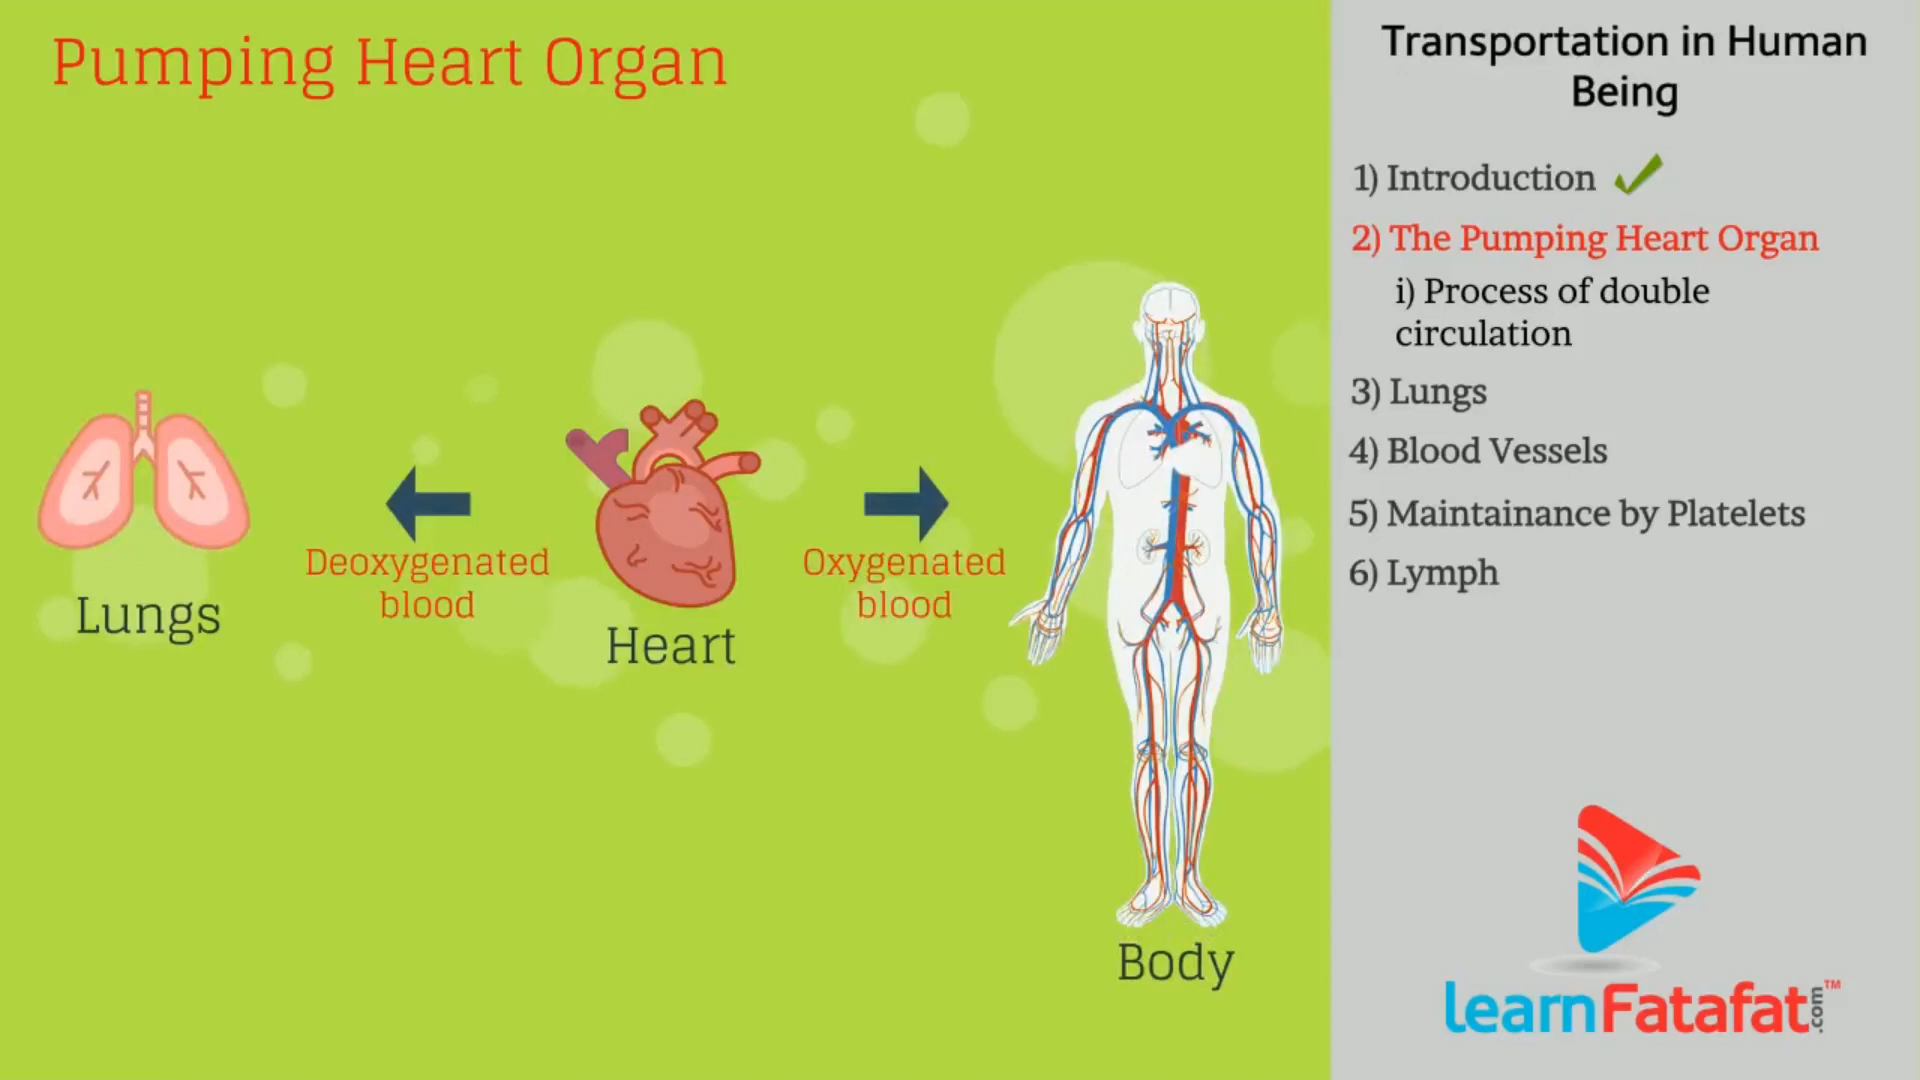 Pumping Heart Organ
Lungs
Deoxygenated
blood
Heart
Oxygenated
blood
Body
Transportation in Human
Being
1) Introduction
2) The Pumping Heart Organ
i) Process of double
circulation
3) Lungs
4) Blood Vessels
5) Maintainance by Platelets
6) Lymph
learnFatafat.com™